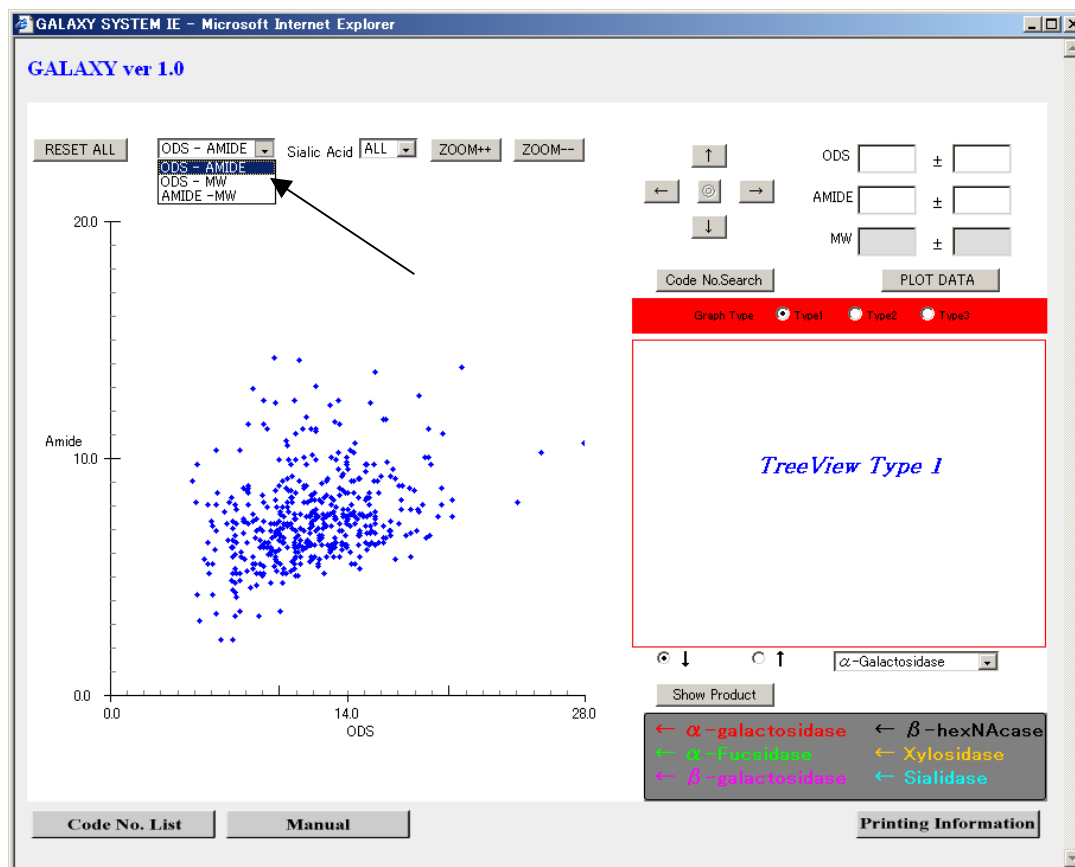 GALAXY SYSTEM IE - Microsoft Internet Explorer
GALAXY ver 1.0
RESET ALL
ODS - AMIDE
Sialic Acid
ALL
ZOOM++
ZOOM--
ODS - AMIDE
ODS - MW
AMIDE -MW
↑
←
◎
→
↓
ODS
±
AMIDE
±
MW
±
Code No.Search
PLOT DATA
Graph Type
Type1
Type2
Type3
20.0
Amide
10.0
0.0
0.0
14.0
28.0
ODS
TreeView Type 1
↓
↑
α-Galactosidase
Show Product
← α-galactosidase
← β-hexNAcase
← α-Fucsidase
← Xylosidase
← β-galactosidase
← Sialidase
Code No. List
Manual
Printing Information